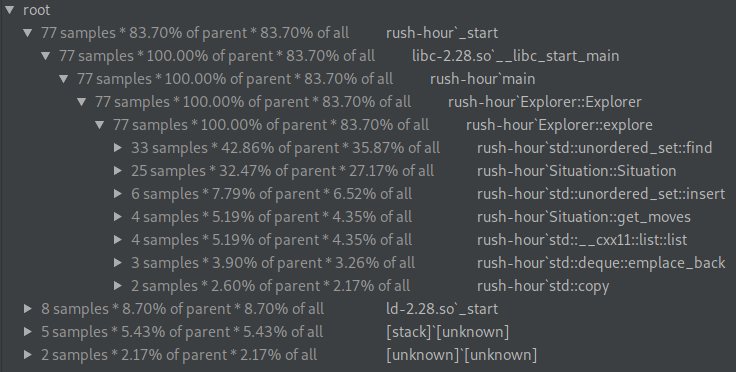 root
77 samples * 83.70% of parent * 83.70% of all rush-hour`_start
77 samples * 100.00% of parent * 83.70% of all libc-2.28.so`__libc_start_main
77 samples * 100.00% of parent * 83.70% of all rush-hour`main
77 samples * 100.00% of parent * 83.70% of all rush-hour`Explorer::Explorer
77 samples * 100.00% of parent * 83.70% of all rush-hour`Explorer::explore
33 samples * 42.86% of parent * 35.87% of all rush-hour`std::unordered_set::find
25 samples * 32.47% of parent * 27.17% of all rush-hour`Situation::Situation
6 samples * 7.79% of parent * 6.52% of all rush-hour`std::unordered_set::insert
4 samples * 5.19% of parent * 4.35% of all rush-hour`Situation::get_moves
4 samples * 5.19% of parent * 4.35% of all rush-hour`std::__cxx11::list::list
3 samples * 3.90% of parent * 3.26% of all rush-hour`std::deque::emplace_back
2 samples * 2.60% of parent * 2.17% of all rush-hour`std::copy
8 samples * 8.70% of parent * 8.70% of all ld-2.28.so`_start
5 samples * 5.43% of parent * 5.43% of all [stack]`[unknown]
2 samples * 2.17% of parent * 2.17% of all [unknown]`[unknown]